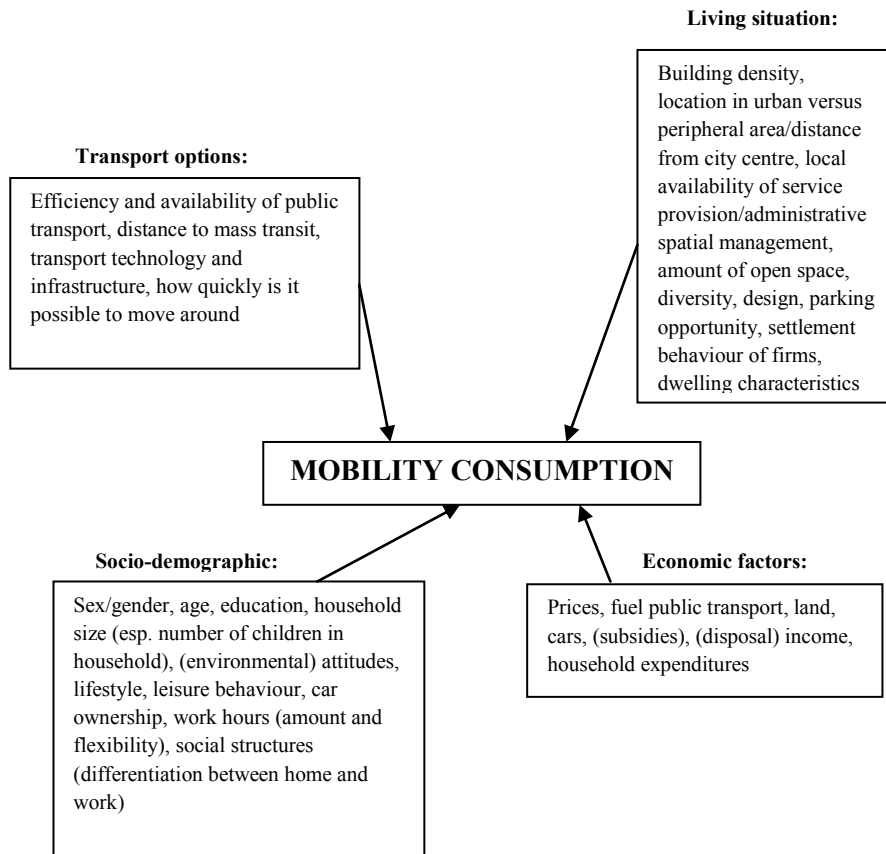 Living situation:
Building density,
location in urban versus
peripheral area/distance
from city centre, local
availability of service
provision/administrative
spatial management,
amount of open space,
diversity, design, parking
opportunity, settlement
behaviour of firms,
dwelling characteristics
Transport options:
Efficiency and availability of public
transport, distance to mass transit,
transport technology and
infrastructure, how quickly is it
possible to move around
MOBILITY CONSUMPTION
Socio-demographic:
Sex/gender, age, education, household
size (esp. number of children in
household), (environmental) attitudes,
lifestyle, leisure behaviour, car
ownership, work hours (amount and
flexibility), social structures
(differentiation between home and
work)
Economic factors:
Prices, fuel public transport, land,
cars, (subsidies), (disposal) income,
household expenditures